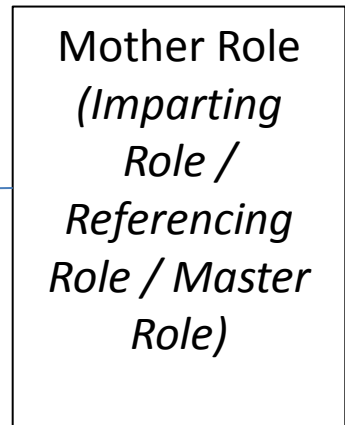 Mother Role
(Imparting
Role /
Referencing
Role / Master
Role)